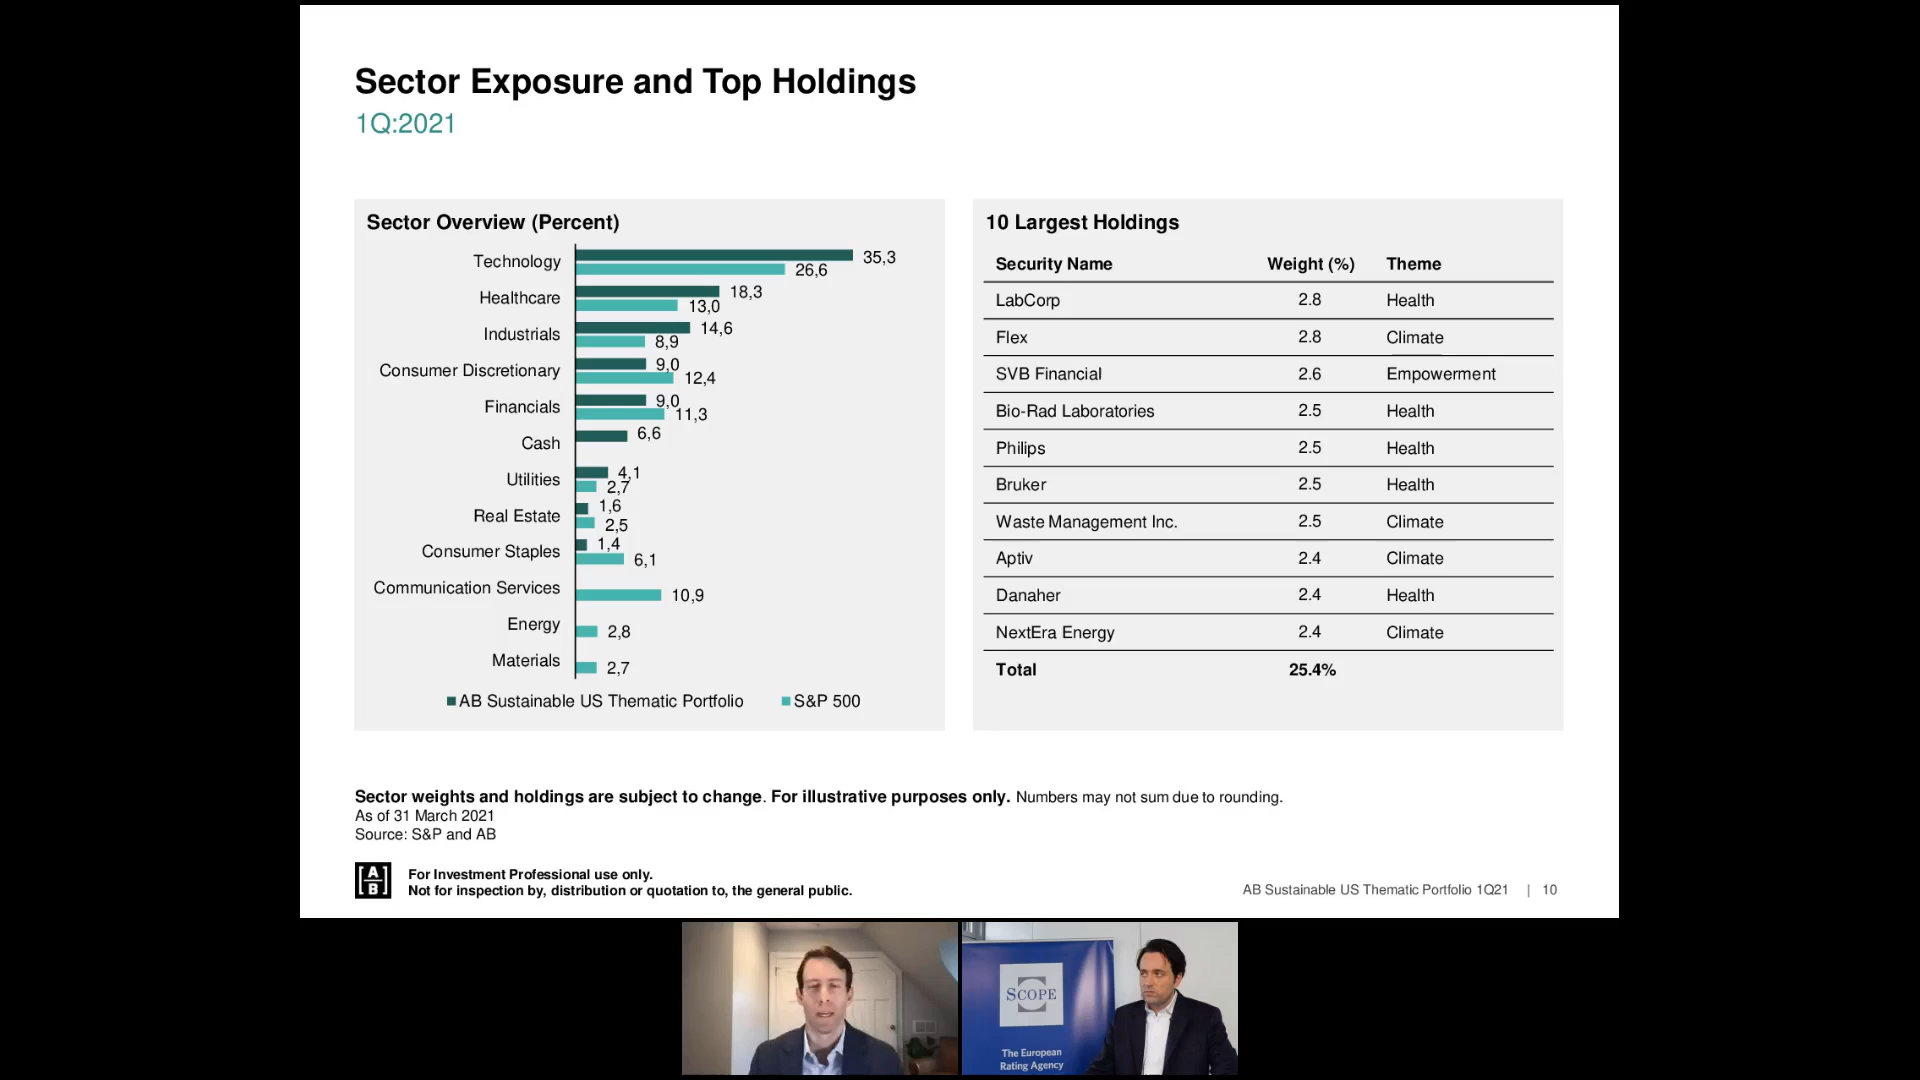 Sector Exposure and Top Holdings
1Q:2021
Sector Overview (Percent)
Technology 35,3 26,6
Healthcare 18,3 13,0
Industrials 14,6 8,9
Consumer Discretionary 9,0 12,4
Financials 9,0 11,3
Cash 6,6
Utilities 4,1 2,7
Real Estate 1,6 2,5
Consumer Staples 1,4 6,1
Communication Services 10,9
Energy 2,8
Materials 2,7
AB Sustainable US Thematic Portfolio S&P 500
10 Largest Holdings
Security Name Weight (%) Theme
LabCorp 2.8 Health
Flex 2.8 Climate
SVB Financial 2.6 Empowerment
Bio-Rad Laboratories 2.5 Health
Philips 2.5 Health
Bruker 2.5 Health
Waste Management Inc. 2.5 Climate
Aptiv 2.4 Climate
Danaher 2.4 Health
NextEra Energy 2.4 Climate
Total 25.4%
Sector weights and holdings are subject to change. For illustrative purposes only. Numbers may not sum due to rounding.
As of 31 March 2021
Source: S&P and AB
[A/B]
For Investment Professional use only.
Not for inspection by, distribution or quotation to, the general public.
AB Sustainable US Thematic Portfolio 1Q21 | 10
SCOPE
The European
Rating Agency